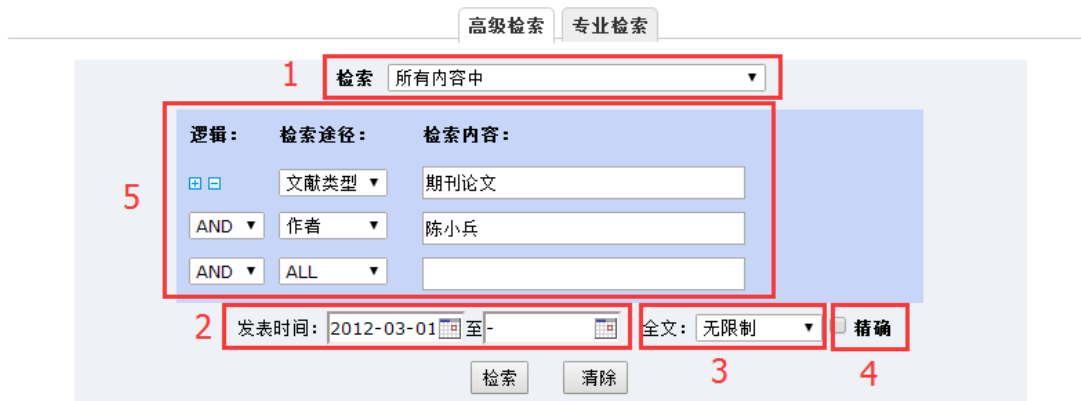 高级检索 专业检索
1 检索 所有内容中
逻辑: 检索途径: 检索内容:
文献类型 期刊论文
5
AND 作者 陈小兵
AND ALL
2 发表时间: 2012-03-01 至 - 全文: 无限制 精确
检索 清除 3 4